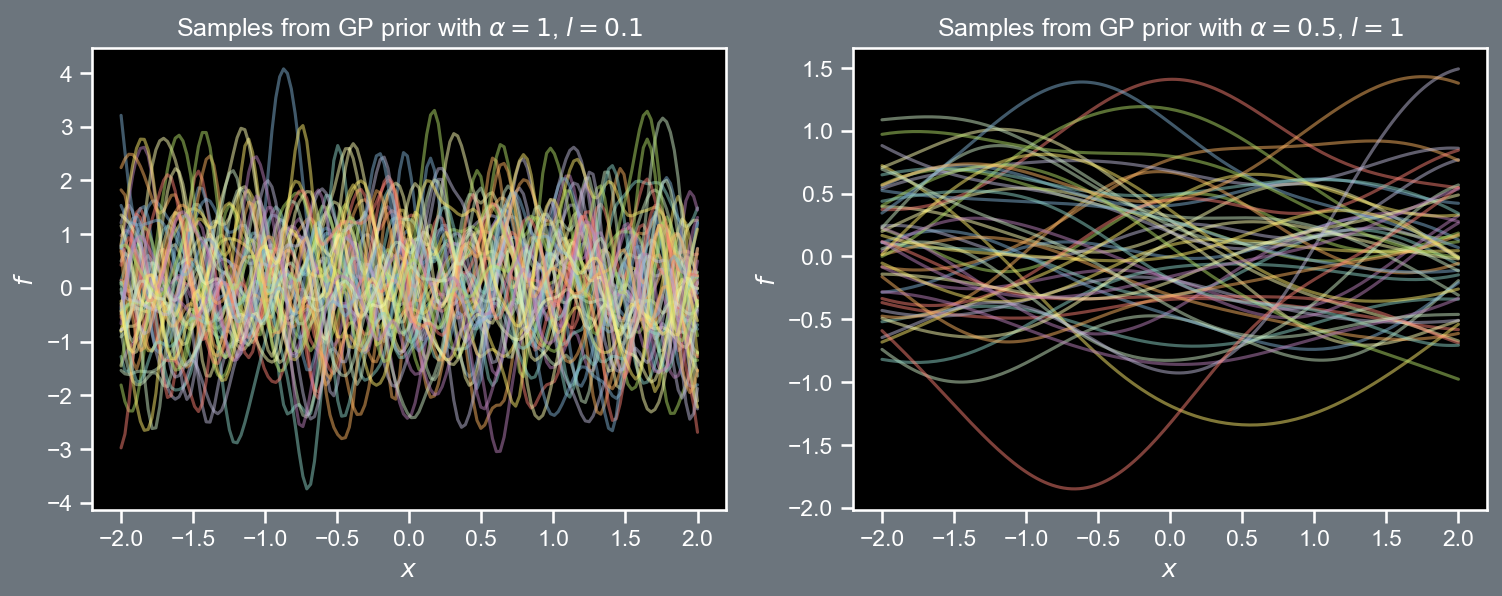 Samples from GP prior with α = 1, l = 0.1
4
3
2
1
0
−1
−2
−3
−4
f
−2.0 −1.5 −1.0 −0.5 0.0 0.5 1.0 1.5 2.0
x
Samples from GP prior with α = 0.5, l = 1
1.5
1.0
0.5
0.0
−0.5
−1.0
−1.5
−2.0
f
−2.0 −1.5 −1.0 −0.5 0.0 0.5 1.0 1.5 2.0
x